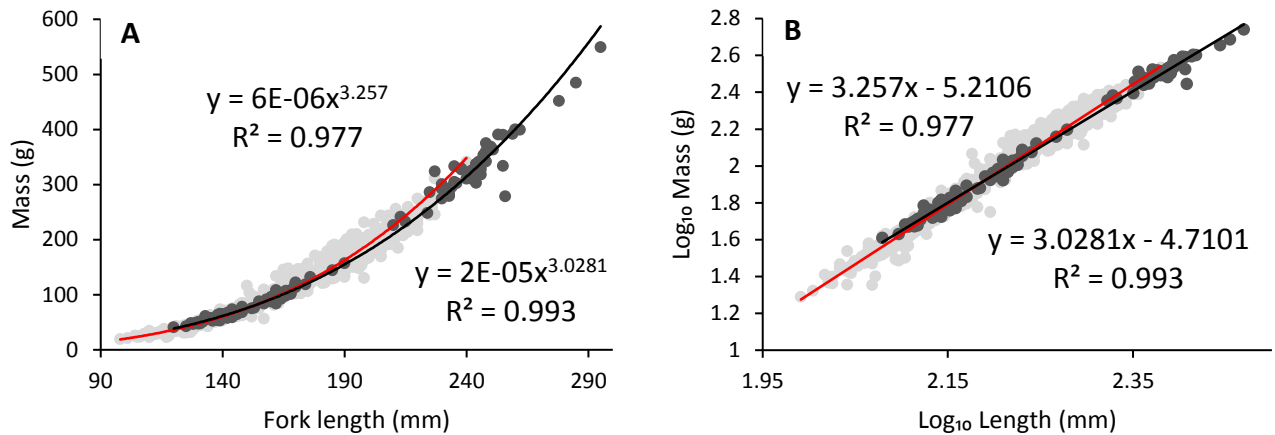 A
y = 6E-06x^3.257
R² = 0.977
y = 2E-05x^3.0281
R² = 0.993
Mass (g)
600
500
400
300
200
100
0
90
140
190
240
290
Fork length (mm)
B
y = 3.257x - 5.2106
R² = 0.977
y = 3.0281x - 4.7101
R² = 0.993
Log₁₀ Mass (g)
2.8
2.6
2.4
2.2
2
1.8
1.6
1.4
1.2
1
1.95
2.15
2.35
Log₁₀ Length (mm)